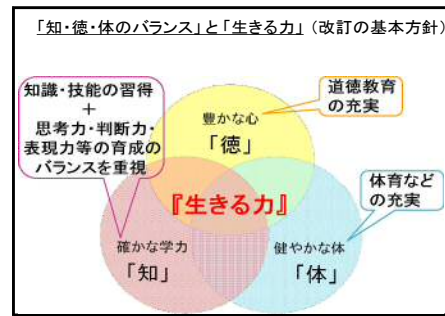 「知・徳・体のバランス」と「生きる力」（改訂の基本方針）
知識・技能の習得
＋
思考力・判断力・
表現力等の育成の
バランスを重視
道徳教育
の充実
豊かな心
「徳」
体育など
の充実
『生きる力』
確かな学力
「知」
健やかな体
「体」